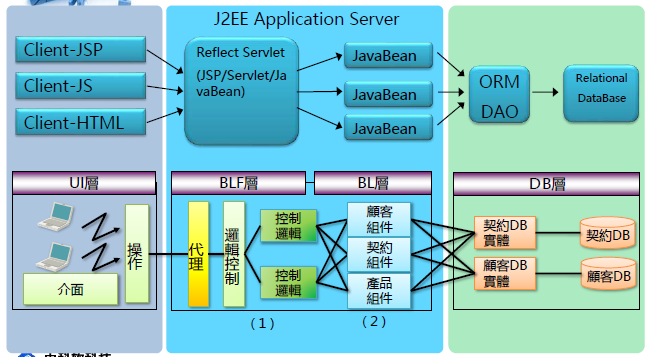 J2EE Application Server
Client-JSP
Client-JS
Client-HTML
Reflect Servlet
(JSP/Servlet/Ja
vaBean)
JavaBean
JavaBean
JavaBean
ORM
DAO
Relational
DataBase
UI層
BLF層
BL層
DB層
介面
操作
代理
邏輯控制
控制
邏輯
控制
邏輯
顧客
組件
契約
組件
產品
組件
契約DB
實體
顧客DB
實體
契約DB
顧客DB
(1)
(2)